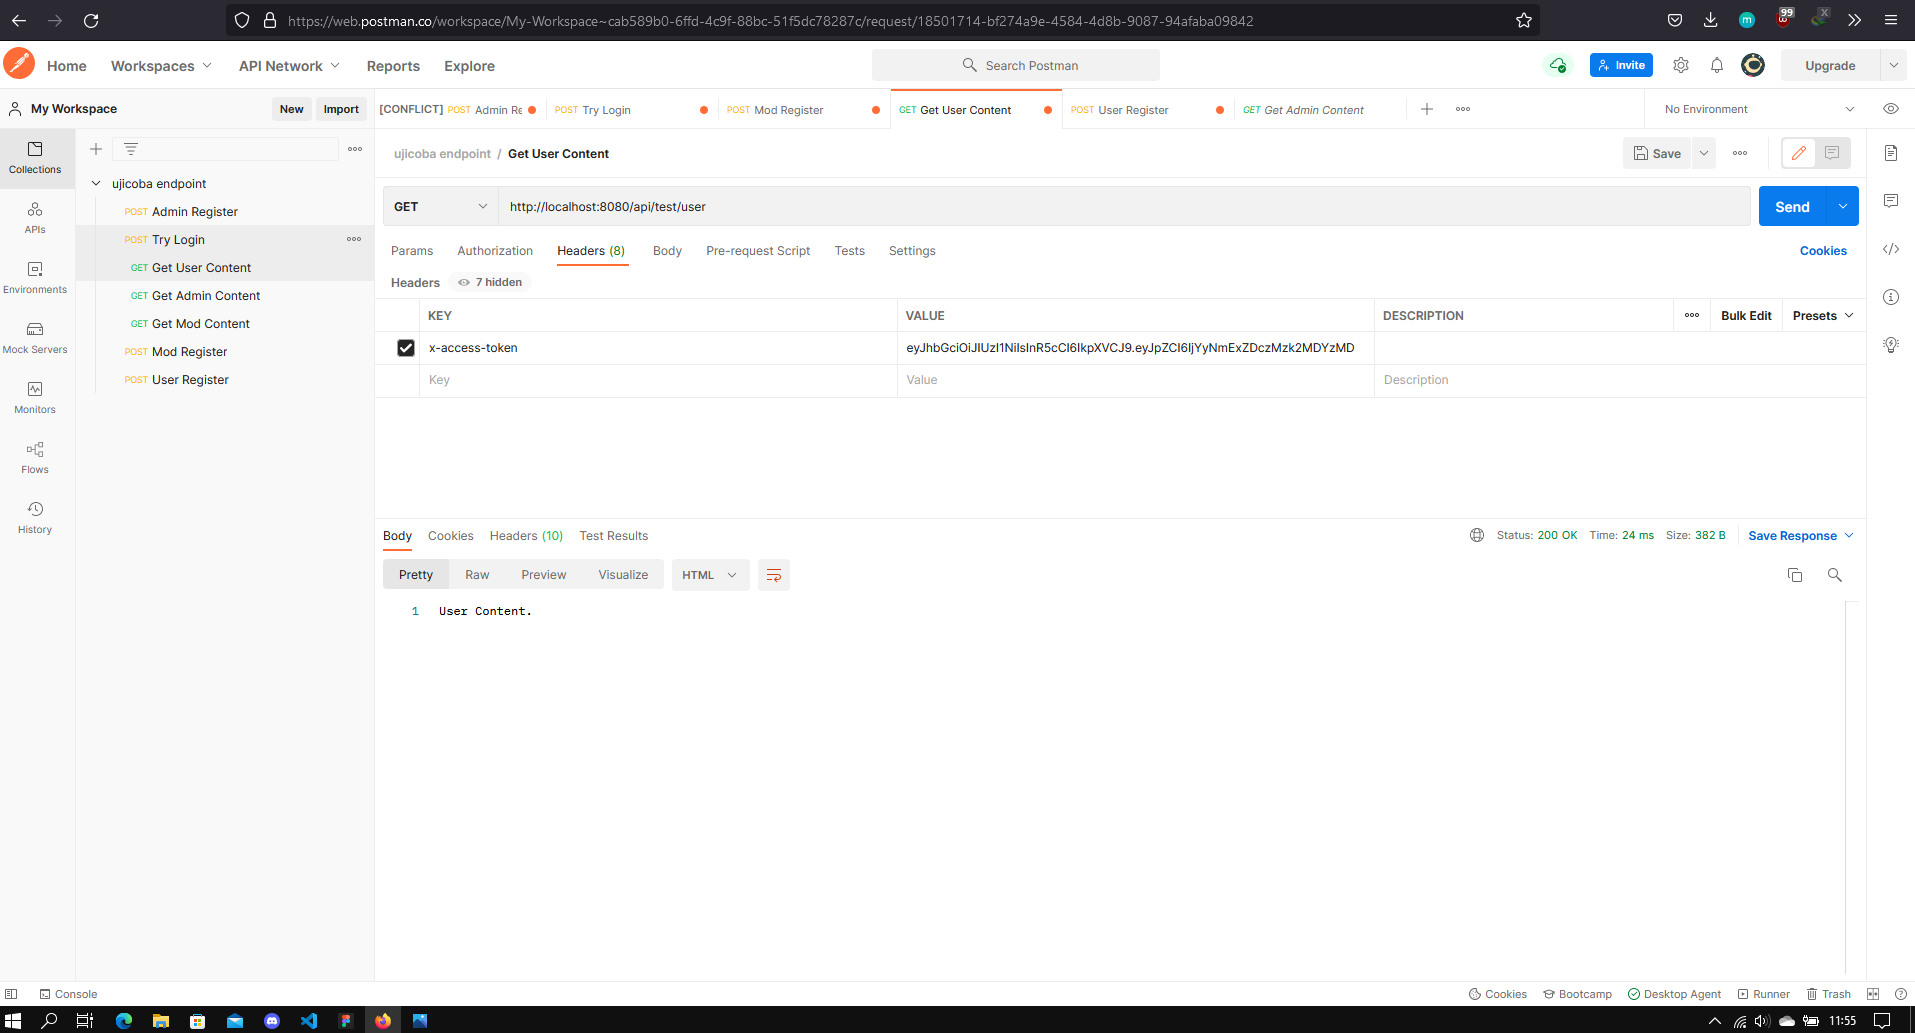 https://web.postman.co/workspace/My-Workspace~cab589b0-6ffd-4c9f-88bc-51f5dc78287c/request/18501714-bf274a9e-4584-4d8b-9087-94afaba09842
m
99
X
Home
Workspaces
API Network
Reports
Explore
Search Postman
Invite
Upgrade
My Workspace
New
Import
[CONFLICT] POST Admin Re
POST Try Login
POST Mod Register
GET Get User Content
POST User Register
GET Get Admin Content
No Environment
Collections
APIs
Environments
Mock Servers
Monitors
Flows
History
ujicoba endpoint
POST Admin Register
POST Try Login
GET Get User Content
GET Get Admin Content
GET Get Mod Content
POST Mod Register
POST User Register
ujicoba endpoint / Get User Content
Save
GET
http://localhost:8080/api/test/user
Send
Params
Authorization
Headers (8)
Body
Pre-request Script
Tests
Settings
Cookies
Headers
7 hidden
KEY
VALUE
DESCRIPTION
Bulk Edit
Presets
x-access-token
eyJhbGciOiJIUzI1NiIsInR5cCI6IkpXVCJ9.eyJpZCI6IjYyNmExZDczMzk2MDYzMD
Key
Value
Description
Body
Cookies
Headers (10)
Test Results
Status: 200 OK
Time: 24 ms
Size: 382 B
Save Response
Pretty
Raw
Preview
Visualize
HTML
1 User Content.
Console
Cookies
Bootcamp
Desktop Agent
Runner
Trash
11:55